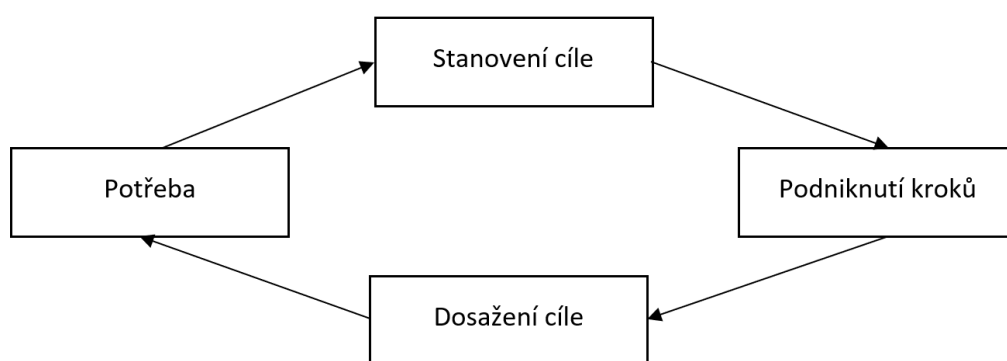 Stanovení cíle
Potřeba
Podniknutí kroků
Dosažení cíle